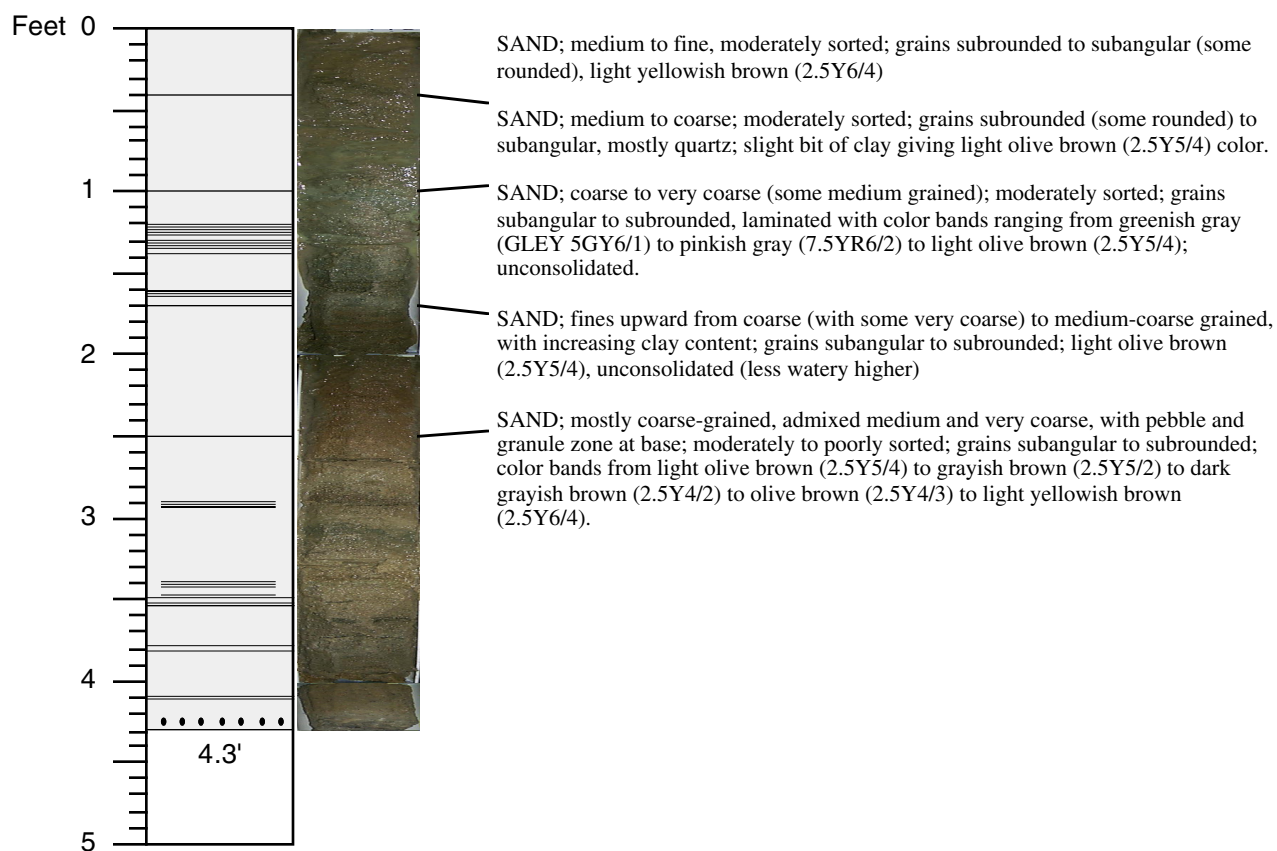 Feet 0
SAND; medium to fine, moderately sorted; grains subrounded to subangular (some
rounded), light yellowish brown (2.5Y6/4)
SAND; medium to coarse; moderately sorted; grains subrounded (some rounded) to
subangular, mostly quartz; slight bit of clay giving light olive brown (2.5Y5/4) color.
1
SAND; coarse to very coarse (some medium grained); moderately sorted; grains
subangular to subrounded, laminated with color bands ranging from greenish gray
(GLEY 5GY6/1) to pinkish gray (7.5YR6/2) to light olive brown (2.5Y5/4);
unconsolidated.
SAND; fines upward from coarse (with some very coarse) to medium-coarse grained,
with increasing clay content; grains subangular to subrounded; light olive brown
(2.5Y5/4), unconsolidated (less watery higher)
2
SAND; mostly coarse-grained, admixed medium and very coarse, with pebble and
granule zone at base; moderately to poorly sorted; grains subangular to subrounded;
color bands from light olive brown (2.5Y5/4) to grayish brown (2.5Y5/2) to dark
grayish brown (2.5Y4/2) to olive brown (2.5Y4/3) to light yellowish brown
(2.5Y6/4).
3
4
4.3'
5